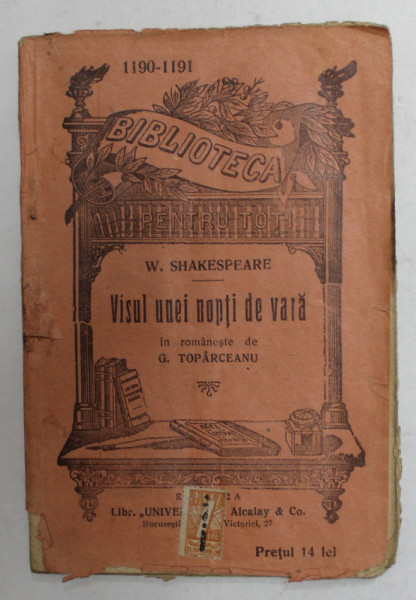 1190-1191
BIBLIOTECA
PENTRU TOȚI
W. SHAKESPEARE
Visul unei nopți de vară
în românește de
G. TOPÂRCEANU
Libr. „UNIVER Alcalay & Co.
București Victoriei, 27
Prețul 14 lei